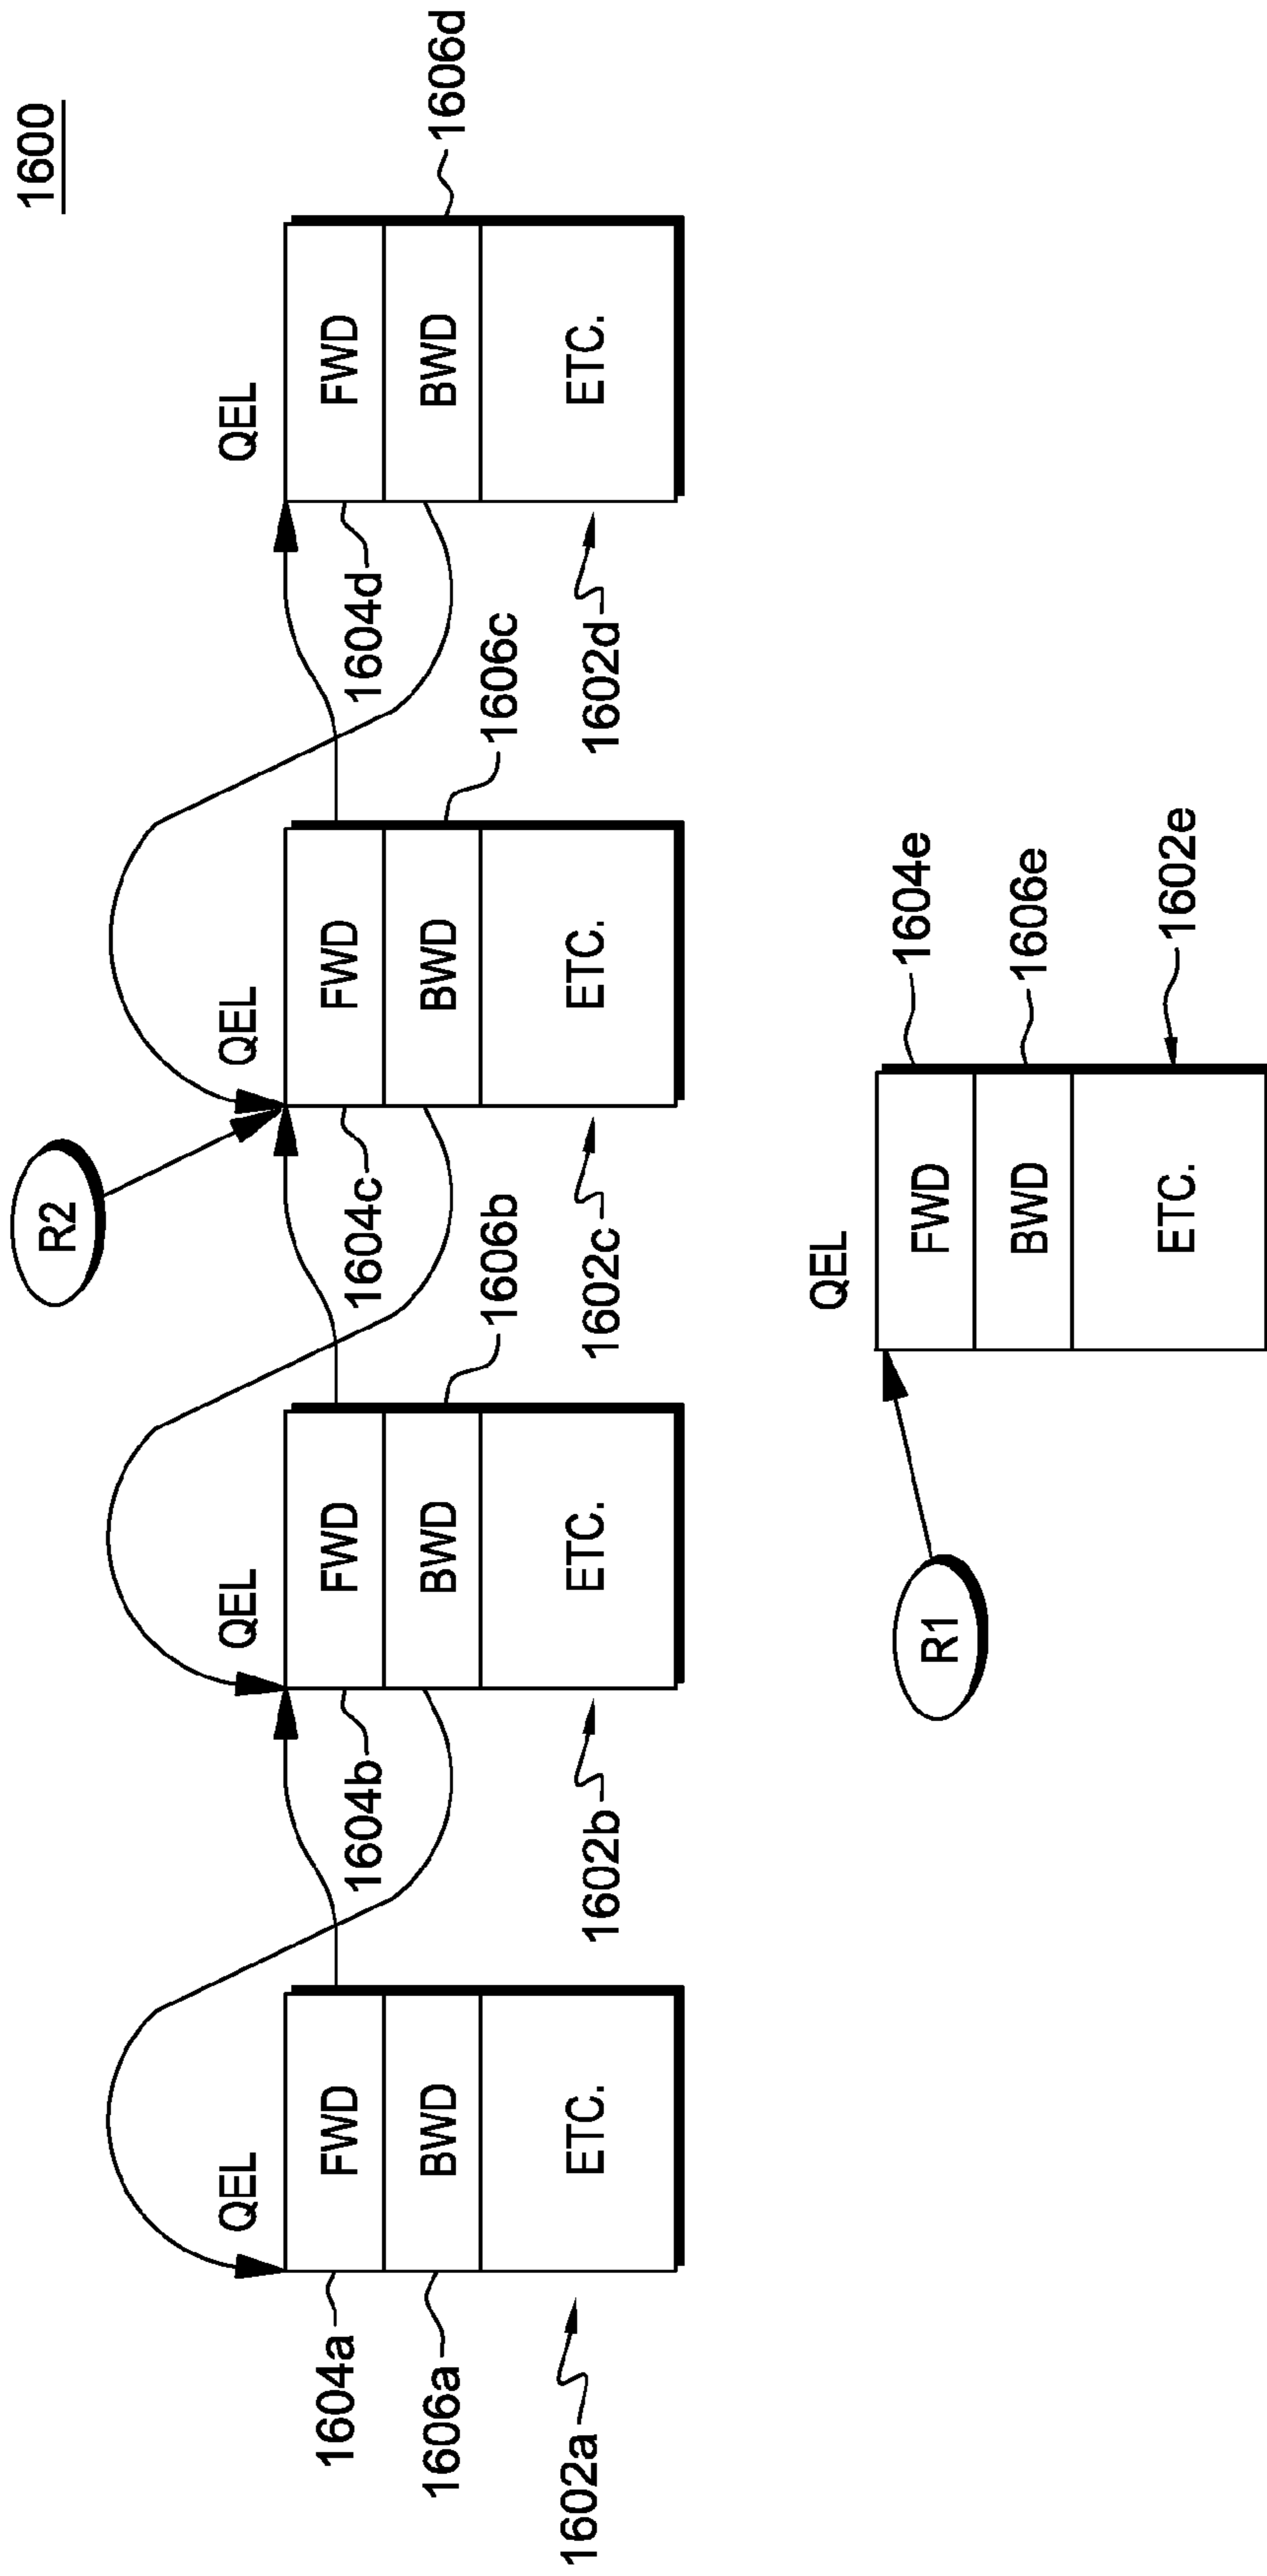 1600
R2
QEL
QEL
QEL
QEL
1604a
FWD
1604b
FWD
1604c
FWD
1604d
FWD
1606a
BWD
BWD
1606b
BWD
1606c
BWD
1606d
1602a
ETC.
1602b
ETC.
1602c
ETC.
1602d
ETC.
R1
QEL
FWD
1604e
BWD
1606e
ETC.
1602e